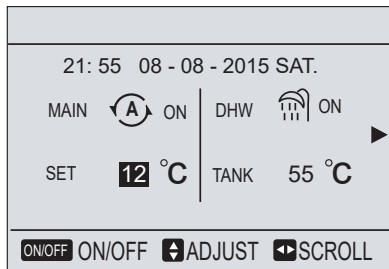 21: 55 08 - 08 - 2015 SAT.
MAIN A ON DHW ON
SET 12 °C TANK 55 °C
ON/OFF ON/OFF ADJUST SCROLL